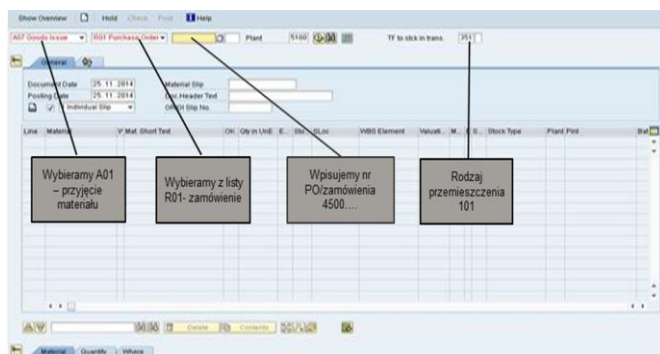 Show Overview Hold Check Post Help
A07 Goods Issue R01 Purchase Order Plant 5100 TF to stck in trans. 351
General
Document Date 25.11.2014 Material Slip
Posting Date 25.11.2014 Doc.Header Text
Individual Slip Slip No.
Line Material Mat. Short Text OK Qty in UnE E... SLoc WBS Element Valuati... M... S... Stock Type Plant Bat
Wybieramy A01
– przyjęcie
materiału
Wybieramy z listy
R01- zamówienie
Wpisujemy nr
PO/zamówienia
4500....
Rodzaj
przemieszczenia
101
Delete Contents
Material Quantity Where